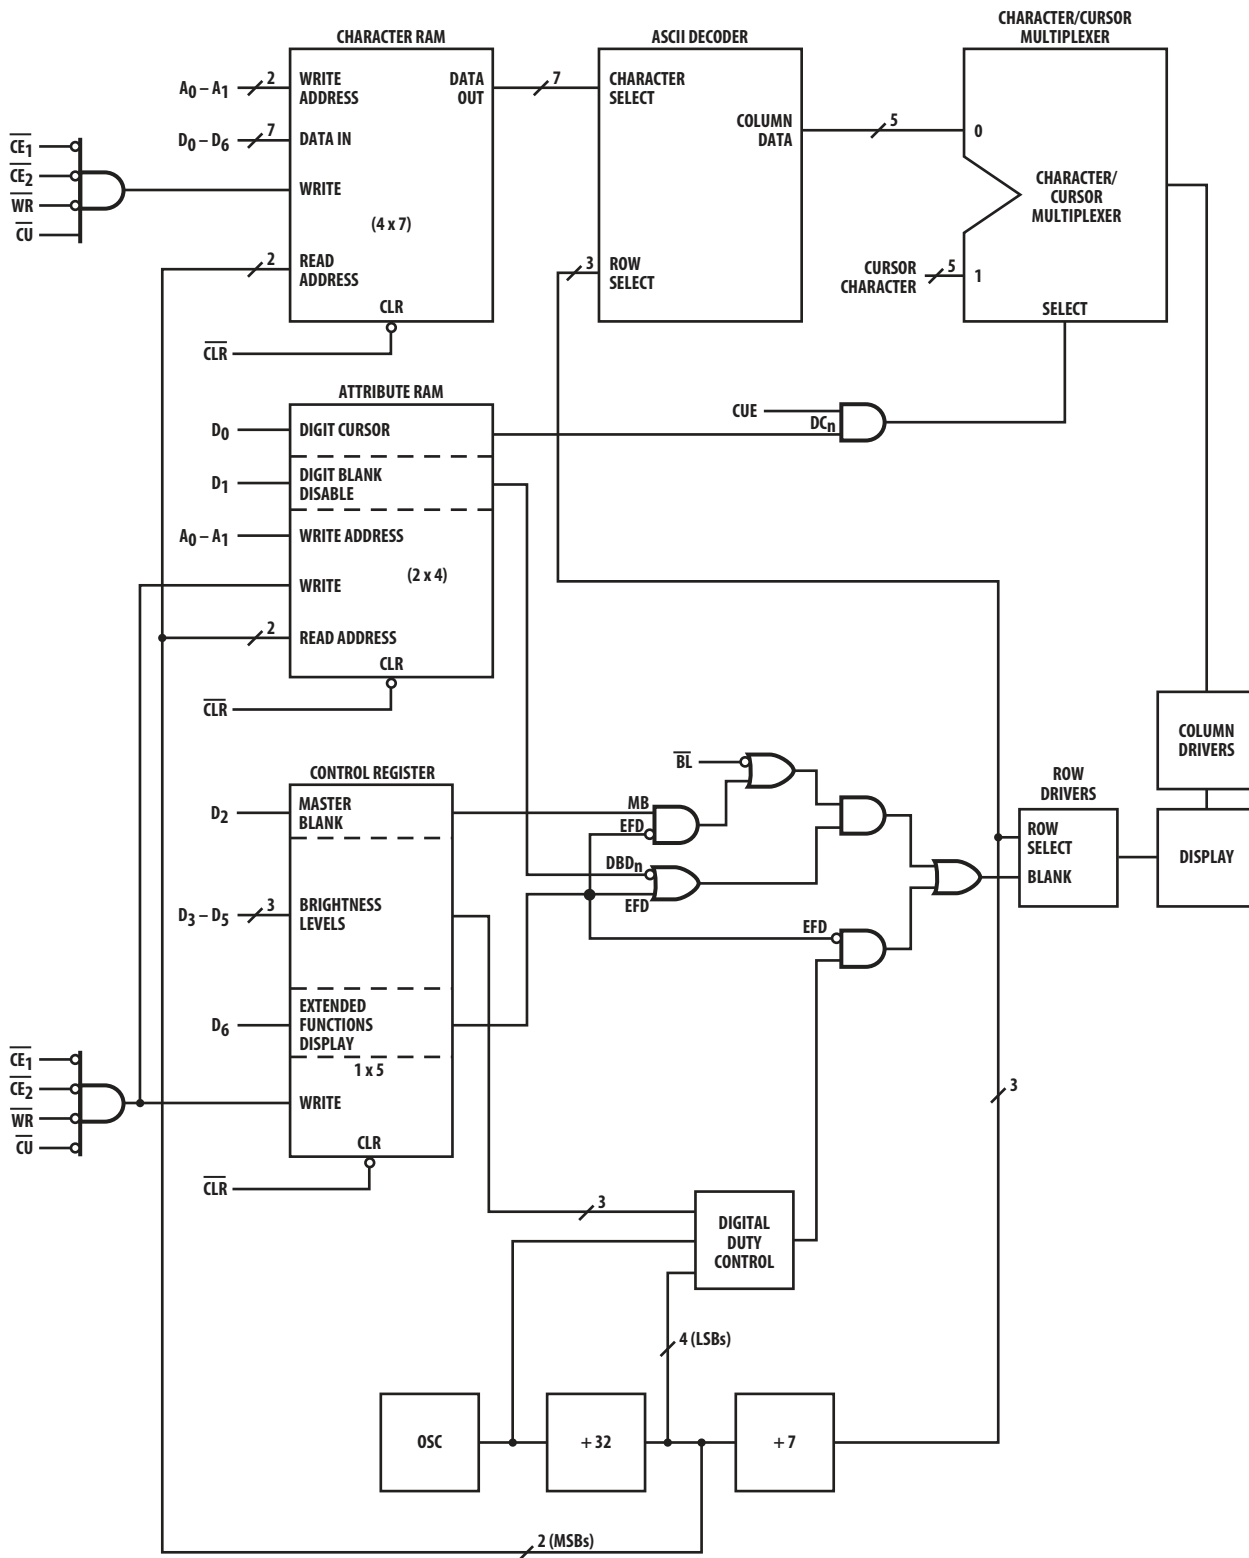 CHARACTER/CURSOR
MULTIPLEXER
CHARACTER RAM
ASCII DECODER
A0 – A1
2
WRITE
ADDRESS
DATA
OUT
7
CHARACTER
SELECT
D0 – D6
7
DATA IN
COLUMN
DATA
5
0
CE1
CE2
WR
CU
WRITE
(4 x 7)
CHARACTER/
CURSOR
MULTIPLEXER
2
READ
ADDRESS
3
ROW
SELECT
CURSOR
CHARACTER
5
1
CLR
SELECT
CLR
ATTRIBUTE RAM
D0
DIGIT CURSOR
CUE
DCn
D1
DIGIT BLANK
DISABLE
A0 – A1
WRITE ADDRESS
(2 x 4)
WRITE
2
READ ADDRESS
CLR
CLR
COLUMN
DRIVERS
CONTROL REGISTER
BL
ROW
DRIVERS
D2
MASTER
BLANK
MB
EFD
ROW
SELECT
BLANK
DISPLAY
DBDn
EFD
D3 – D5
3
BRIGHTNESS
LEVELS
EFD
D6
EXTENDED
FUNCTIONS
DISPLAY
1 x 5
CE1
CE2
WR
CU
WRITE
3
CLR
CLR
3
DIGITAL
DUTY
CONTROL
4 (LSBs)
OSC
+ 32
+ 7
2 (MSBs)